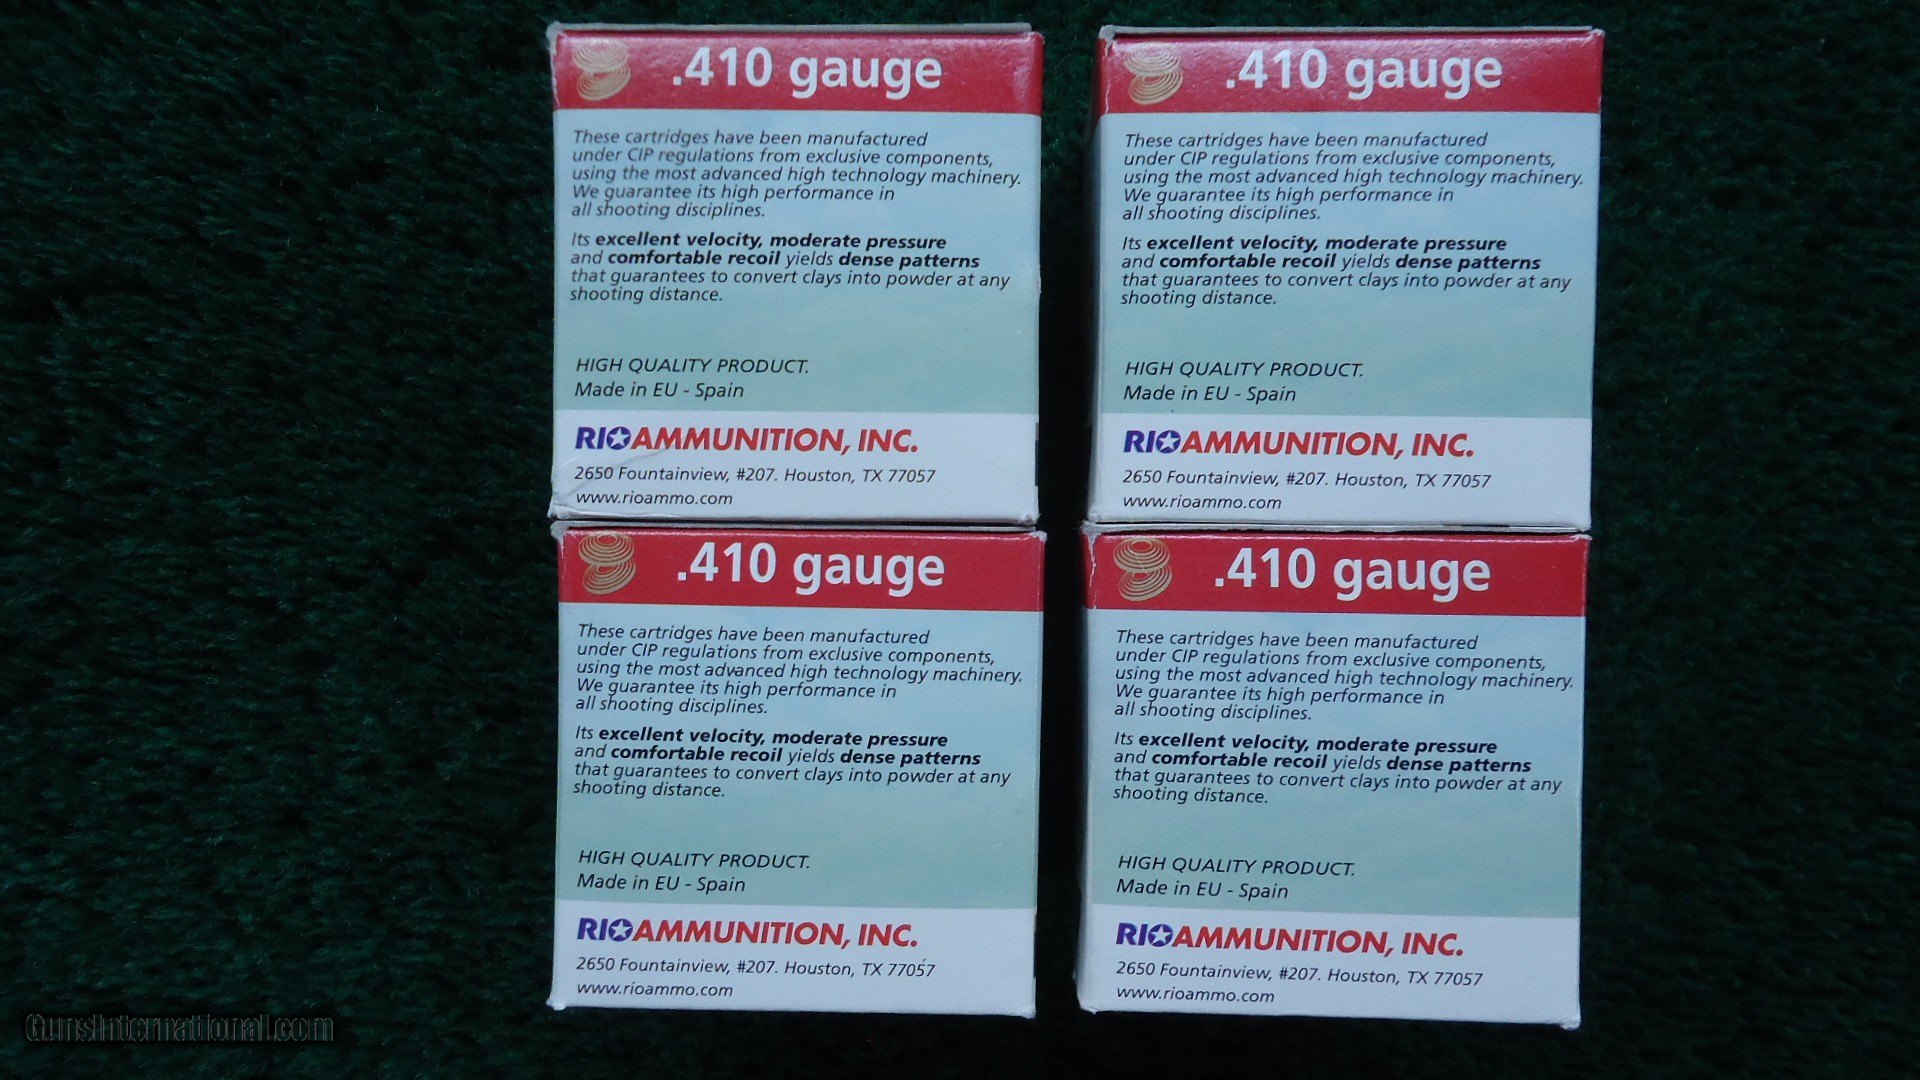 .410 gauge
These cartridges have been manufactured
under CIP regulations from exclusive components,
using the most advanced high technology machinery.
We guarantee its high performance in
all shooting disciplines.
Its excellent velocity, moderate pressure
and comfortable recoil yields dense patterns
that guarantees to convert clays into powder at any
shooting distance.
HIGH QUALITY PRODUCT.
Made in EU - Spain
RIOAMMUNITION, INC.
2650 Fountainview, #207. Houston, TX 77057
www.rioammo.com
.410 gauge
These cartridges have been manufactured
under CIP regulations from exclusive components,
using the most advanced high technology machinery.
We guarantee its high performance in
all shooting disciplines.
Its excellent velocity, moderate pressure
and comfortable recoil yields dense patterns
that guarantees to convert clays into powder at any
shooting distance.
HIGH QUALITY PRODUCT.
Made in EU - Spain
RIOAMMUNITION, INC.
2650 Fountainview, #207. Houston, TX 77057
www.rioammo.com
.410 gauge
These cartridges have been manufactured
under CIP regulations from exclusive components,
using the most advanced high technology machinery.
We guarantee its high performance in
all shooting disciplines.
Its excellent velocity, moderate pressure
and comfortable recoil yields dense patterns
that guarantees to convert clays into powder at any
shooting distance.
HIGH QUALITY PRODUCT.
Made in EU - Spain
RIOAMMUNITION, INC.
2650 Fountainview, #207. Houston, TX 77057
www.rioammo.com
.410 gauge
These cartridges have been manufactured
under CIP regulations from exclusive components,
using the most advanced high technology machinery.
We guarantee its high performance in
all shooting disciplines.
Its excellent velocity, moderate pressure
and comfortable recoil yields dense patterns
that guarantees to convert clays into powder at any
shooting distance.
HIGH QUALITY PRODUCT.
Made in EU - Spain
RIOAMMUNITION, INC.
2650 Fountainview, #207. Houston, TX 77057
www.rioammo.com
GunsInternational.com